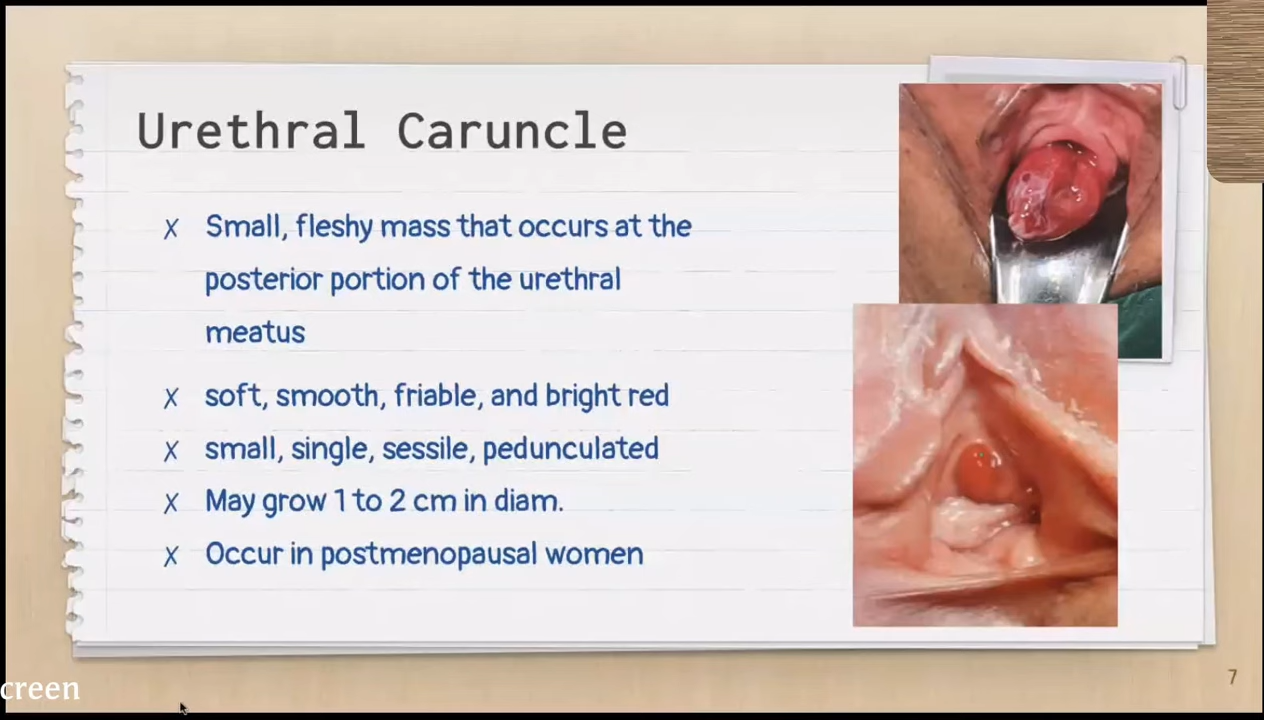 Urethral Caruncle
✗ Small, fleshy mass that occurs at the
posterior portion of the urethral
meatus
✗ soft, smooth, friable, and bright red
✗ small, single, sessile, pedunculated
✗ May grow 1 to 2 cm in diam.
✗ Occur in postmenopausal women
7
creen